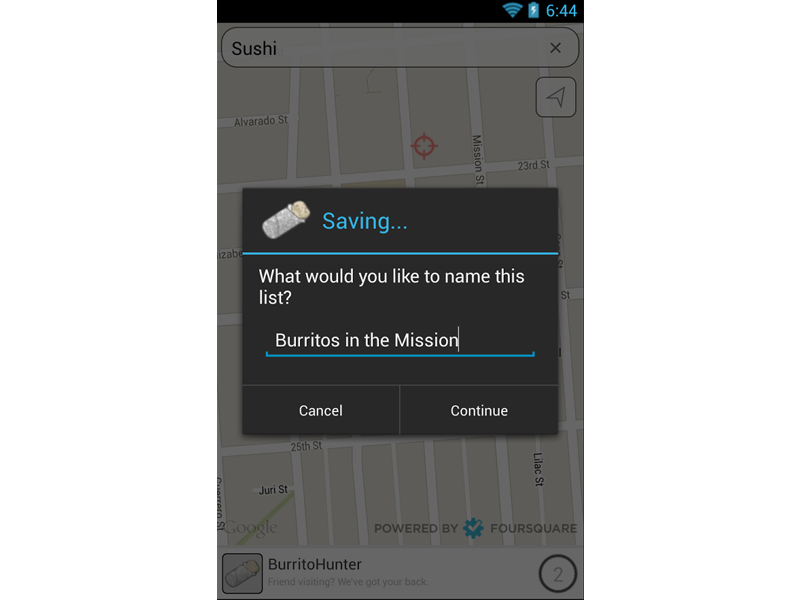 6:44
Sushi
Alvarado St
Mission St
23rd St
Saving...
What would you like to name this
list?
Burritos in the Mission
St
Cancel
Continue
25th St
Lilac St
Juri St
Google
POWERED BY FOURSQUARE
BurritoHunter
Friend visiting? We've got your back.
2